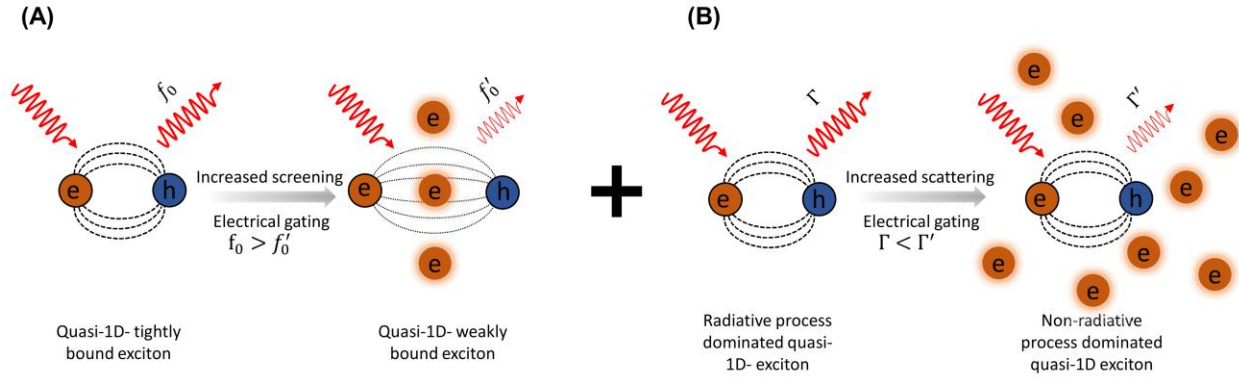 (A)
(B)
f₀
f₀′
Γ
Γ′
e
e
e
e
e
e
e
h
Increased screening
e
e
h
e
h
Increased scattering
e
h
e
Electrical gating
f₀ > f₀′
Electrical gating
Γ < Γ′
e
e
e
e
e
Quasi-1D- tightly
bound exciton
Quasi-1D- weakly
bound exciton
Radiative process
dominated quasi-
1D- exciton
Non-radiative
process dominated
quasi-1D exciton